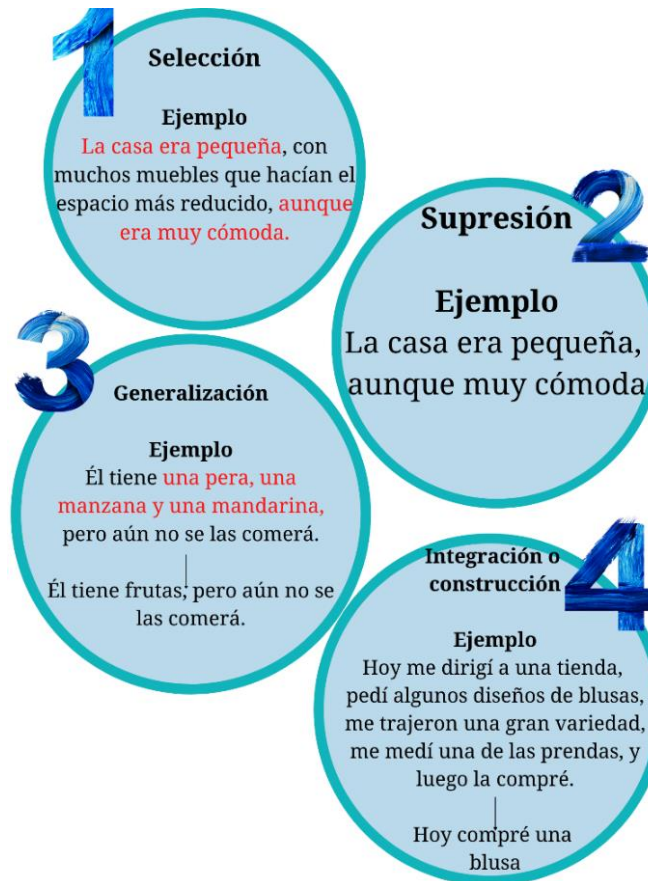 1
Selección
Ejemplo
La casa era pequeña, con
muchos muebles que hacían el
espacio más reducido, aunque
era muy cómoda.
2
Supresión
Ejemplo
La casa era pequeña,
aunque muy cómoda
3
Generalización
Ejemplo
Él tiene una pera, una
manzana y una mandarina,
pero aún no se las comerá.
Él tiene frutas, pero aún no se
las comerá.
4
Integración o
construcción
Ejemplo
Hoy me dirigí a una tienda,
pedí algunos diseños de blusas,
me trajeron una gran variedad,
me medí una de las prendas, y
luego la compré.
Hoy compré una
blusa